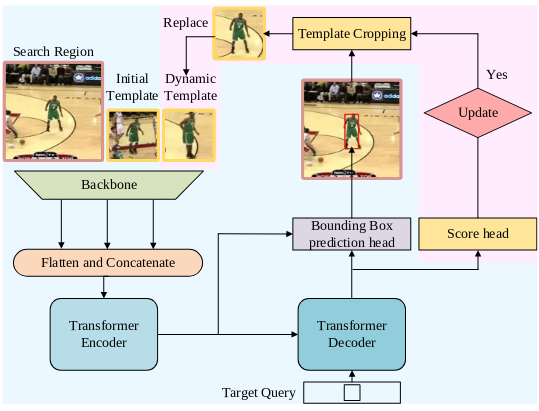 Replace
Template Cropping
Search Region
Initial
Template
Dynamic
Template
Yes
Update
adidas
Backbone
Bounding Box
prediction head
Score head
Flatten and Concatenate
Transformer
Encoder
Transformer
Decoder
Target Query